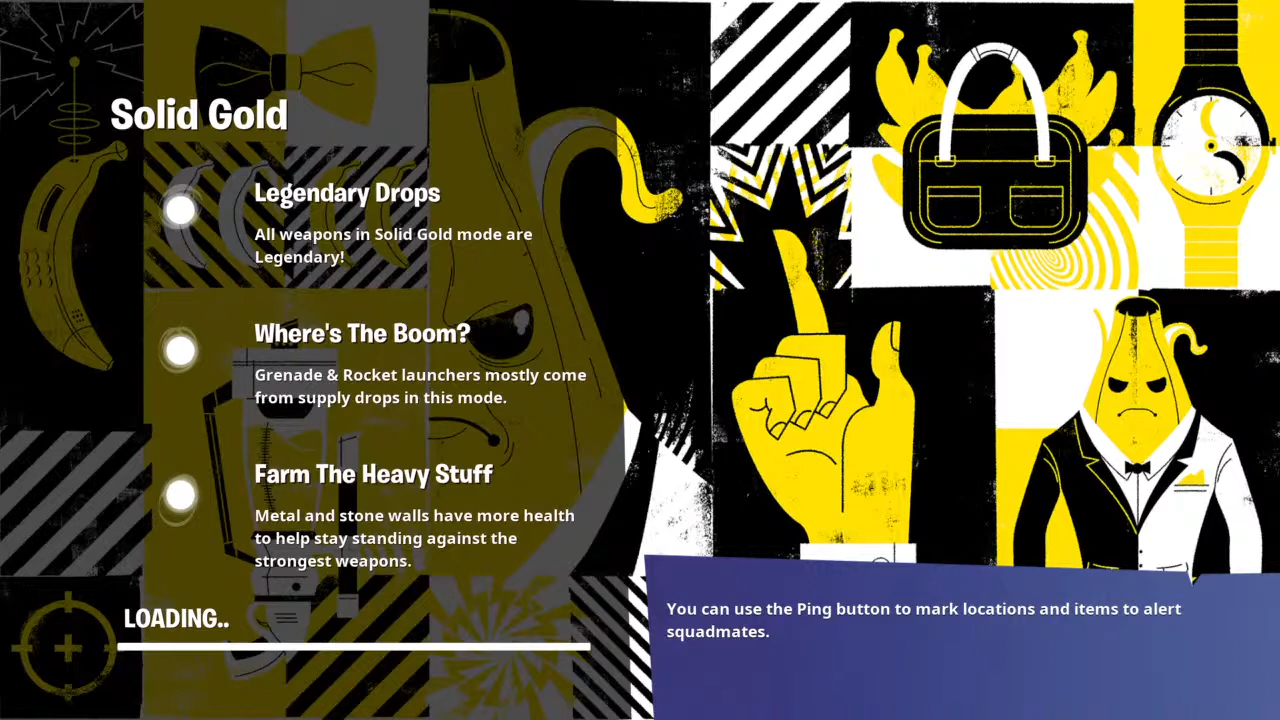 Solid Gold
Legendary Drops
All weapons in Solid Gold mode are
Legendary!
Where's The Boom?
Grenade & Rocket launchers mostly come
from supply drops in this mode.
Farm The Heavy Stuff
Metal and stone walls have more health
to help stay standing against the
strongest weapons.
LOADING..
You can use the Ping button to mark locations and items to alert
squadmates.